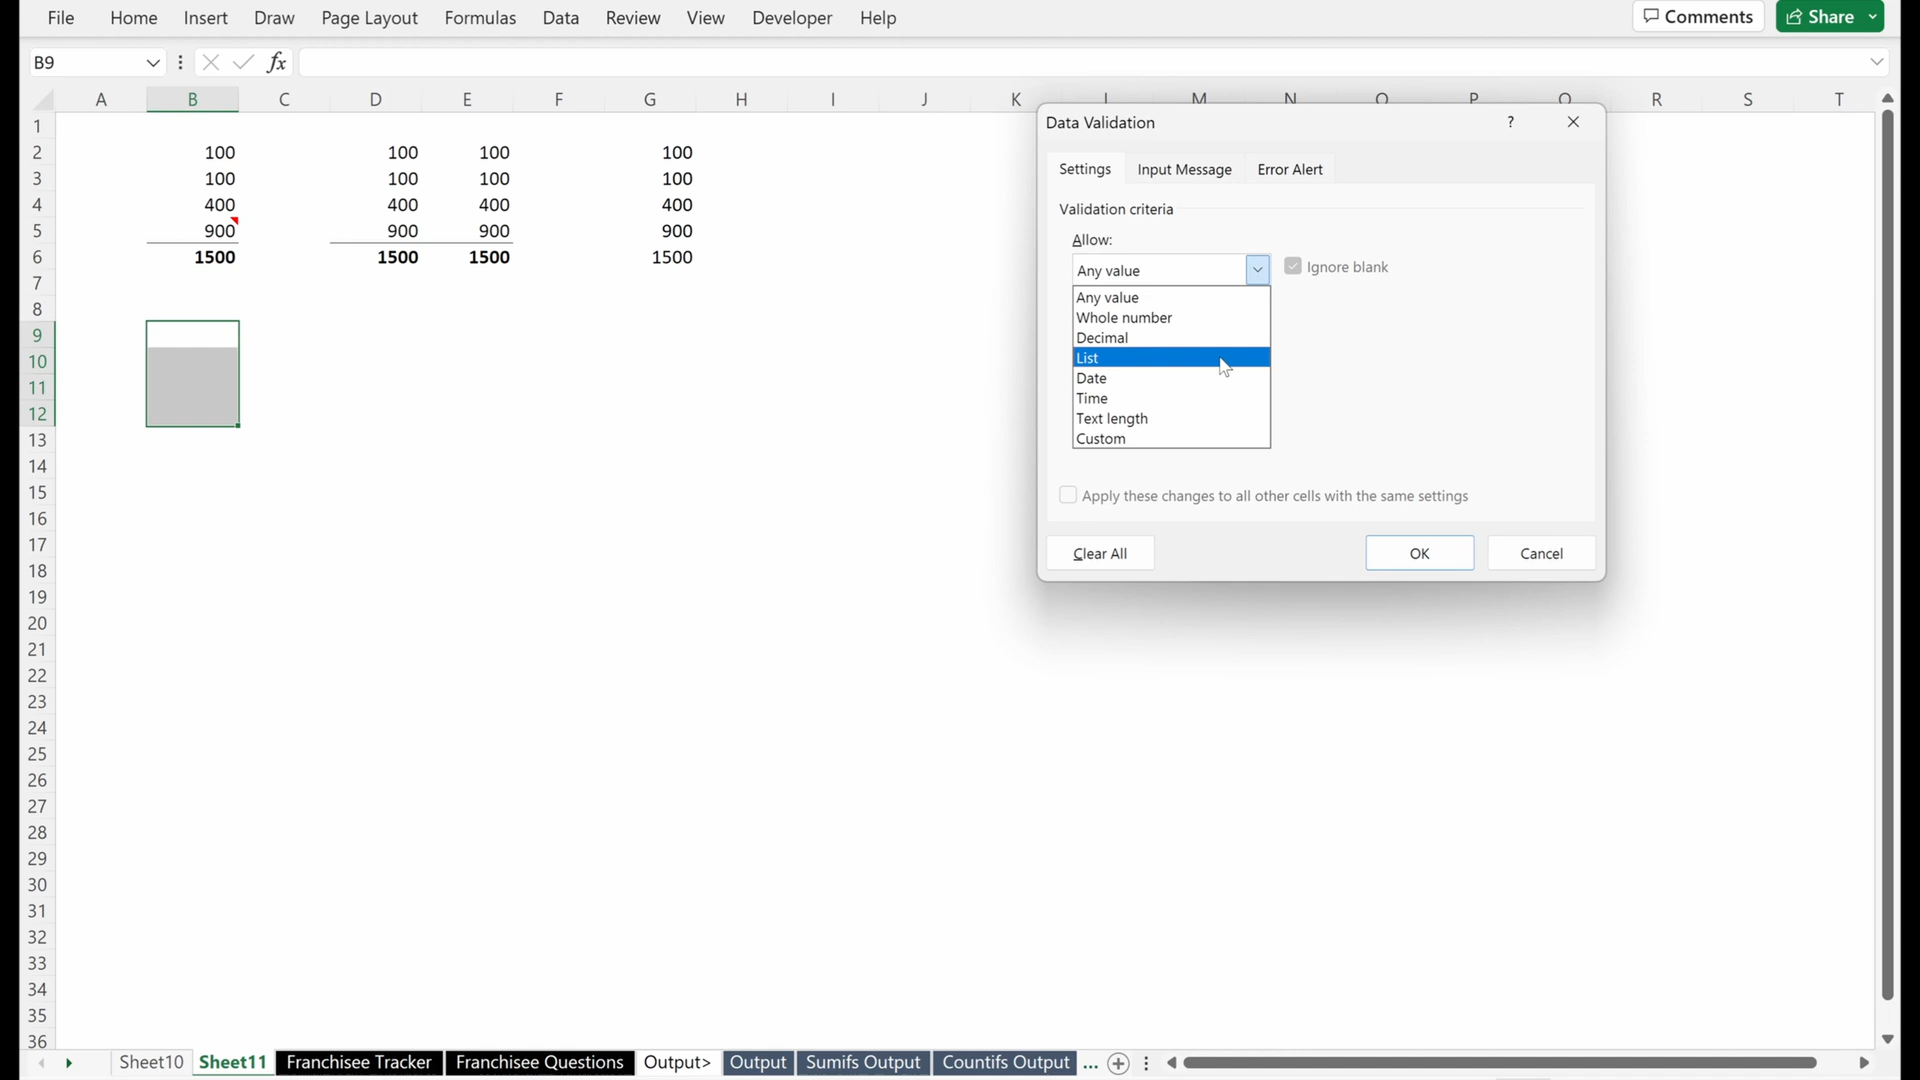 File Home Insert Draw Page Layout Formulas Data Review View Developer Help Comments Share
B9 fx
A B C D E F G H I J K L M N O P Q R S T
Data Validation ?
Settings Input Message Error Alert
Validation criteria
Allow:
Any value Ignore blank
Any value
Whole number
Decimal
List
Date
Time
Text length
Custom
Apply these changes to all other cells with the same settings
Clear All OK Cancel
1
2 100 100 100 100
3 100 100 100 100
4 400 400 400 400
5 900 900 900 900
6 1500 1500 1500 1500
7
8
9
10
11
12
13
14
15
16
17
18
19
20
21
22
23
24
25
26
27
28
29
30
31
32
33
34
35
36
Sheet10 Sheet11 Franchisee Tracker Franchisee Questions Output> Output Sumifs Output Countifs Output ...